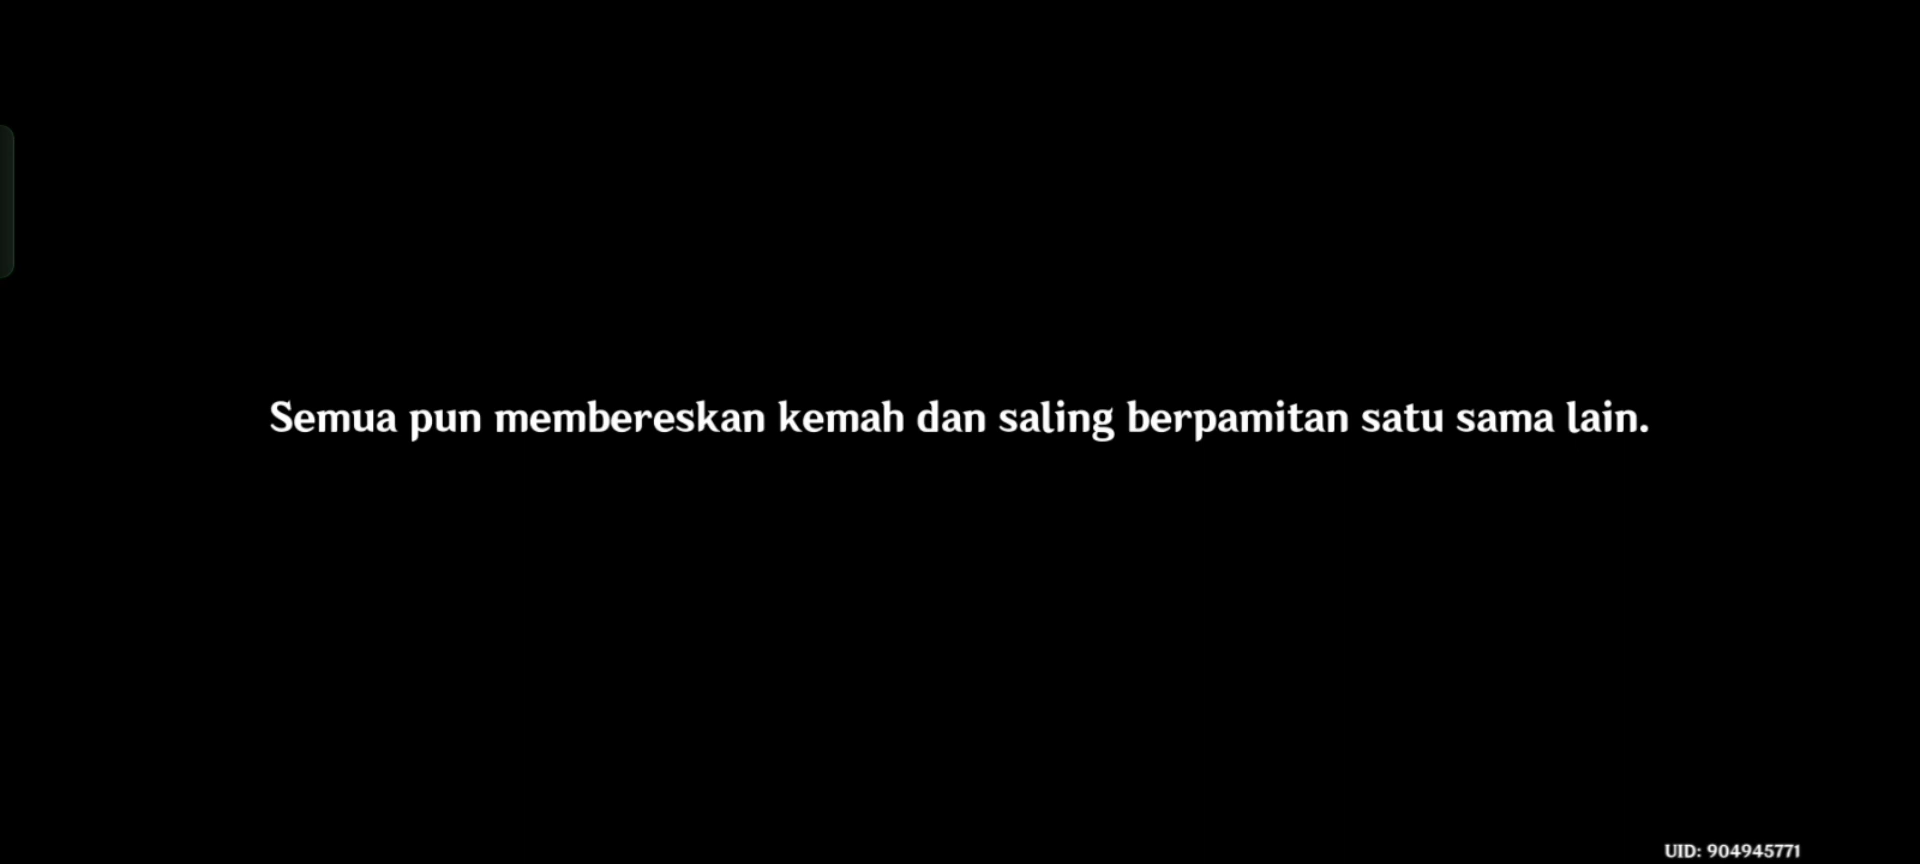 Semua pun membereskan kemah dan saling berpamitan satu sama lain.
UID: 904945771